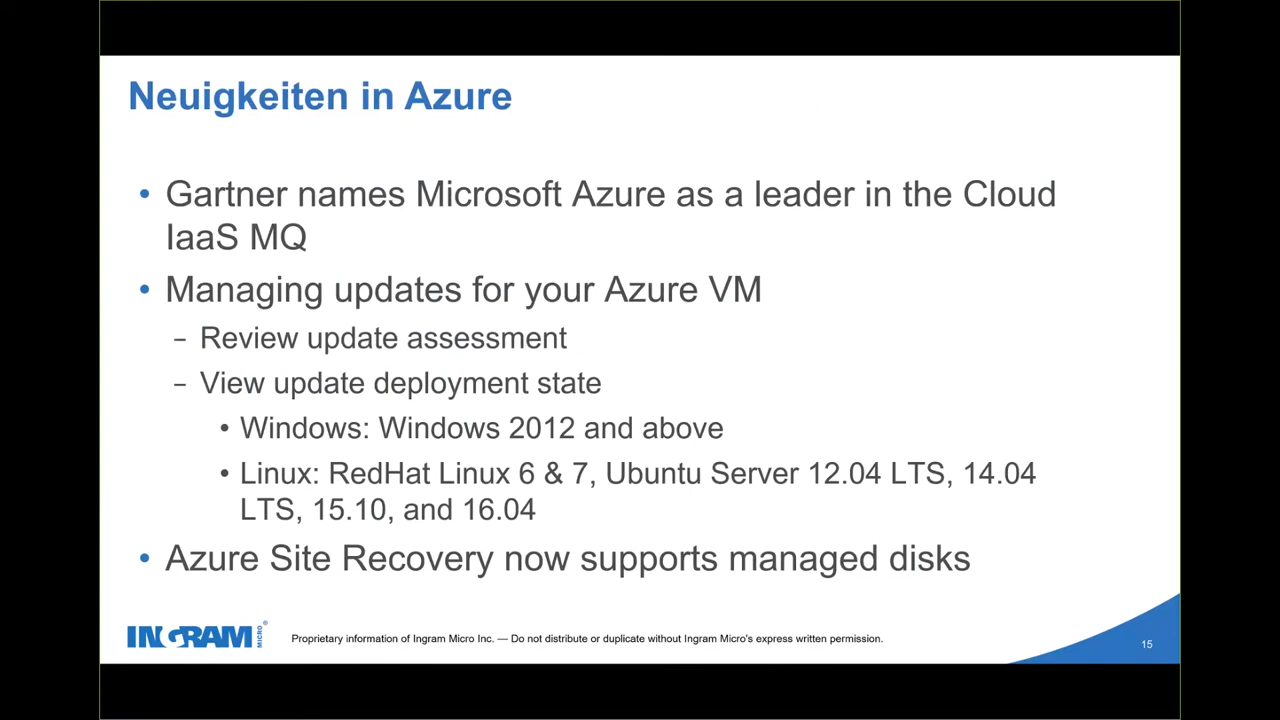 Neuigkeiten in Azure
• Gartner names Microsoft Azure as a leader in the Cloud
IaaS MQ
• Managing updates for your Azure VM
– Review update assessment
– View update deployment state
• Windows: Windows 2012 and above
• Linux: RedHat Linux 6 & 7, Ubuntu Server 12.04 LTS, 14.04
LTS, 15.10, and 16.04
• Azure Site Recovery now supports managed disks
INGRAM MICRO®
Proprietary information of Ingram Micro Inc. — Do not distribute or duplicate without Ingram Micro's express written permission.
15